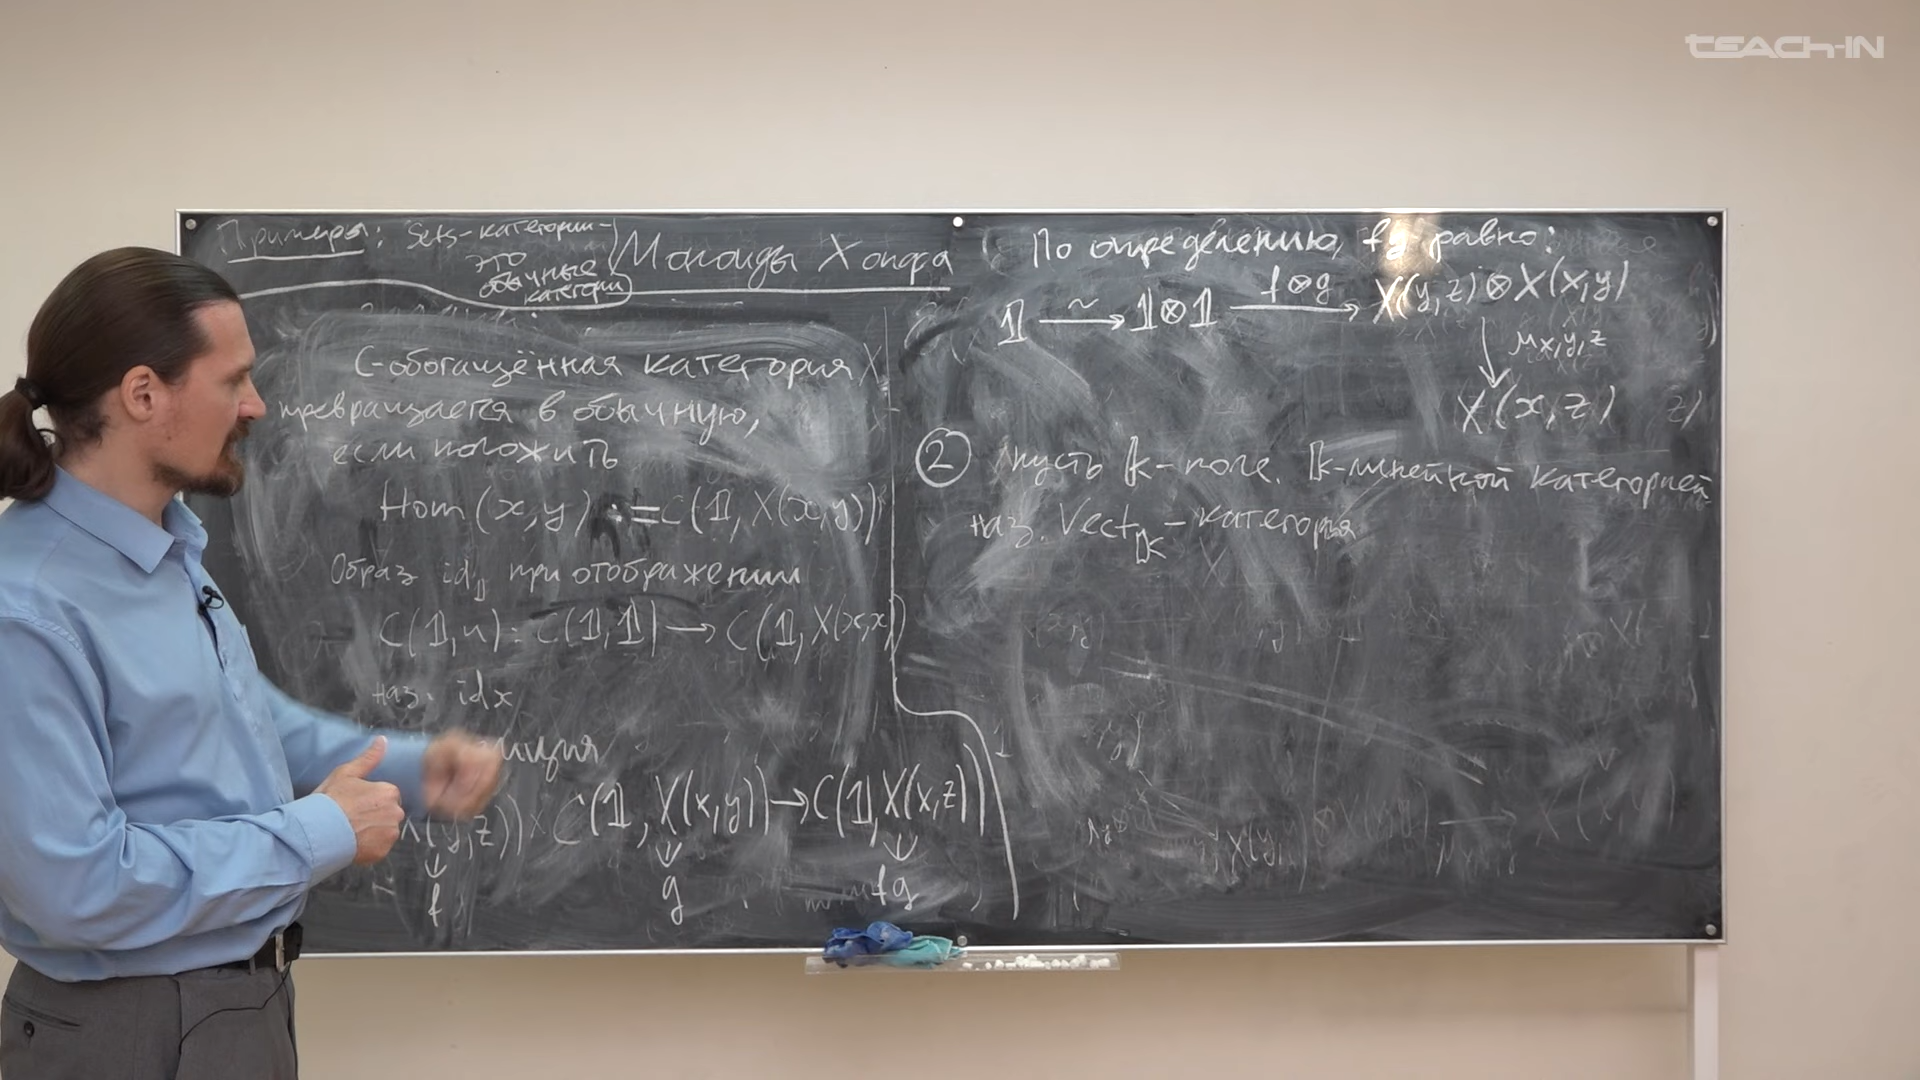 TEACH-IN
Примеры: Sets-категории -
это
обычные
категории
Моноиды Хопфа
C-обогащённая категория X
превращается в обычную,
если положить
Hom(x,y) := C(𝟙, X(x,y))
Образ id𝟙 при отображении
C(𝟙,u): C(𝟙,𝟙) → C(𝟙, X(x,x))
наз. idx
X(y,z)) × C(𝟙, X(x,y)) → C(𝟙, X(x,z))
f g fg
По определению, fg равно:
𝟙 ~→ 𝟙⊗𝟙 f⊗g→ X(y,z)⊗X(x,y)
↓ μx,y,z
X(x,z)
② Пусть 𝕜-поле. 𝕜-линейной категорией
наз. Vect𝕜-категория